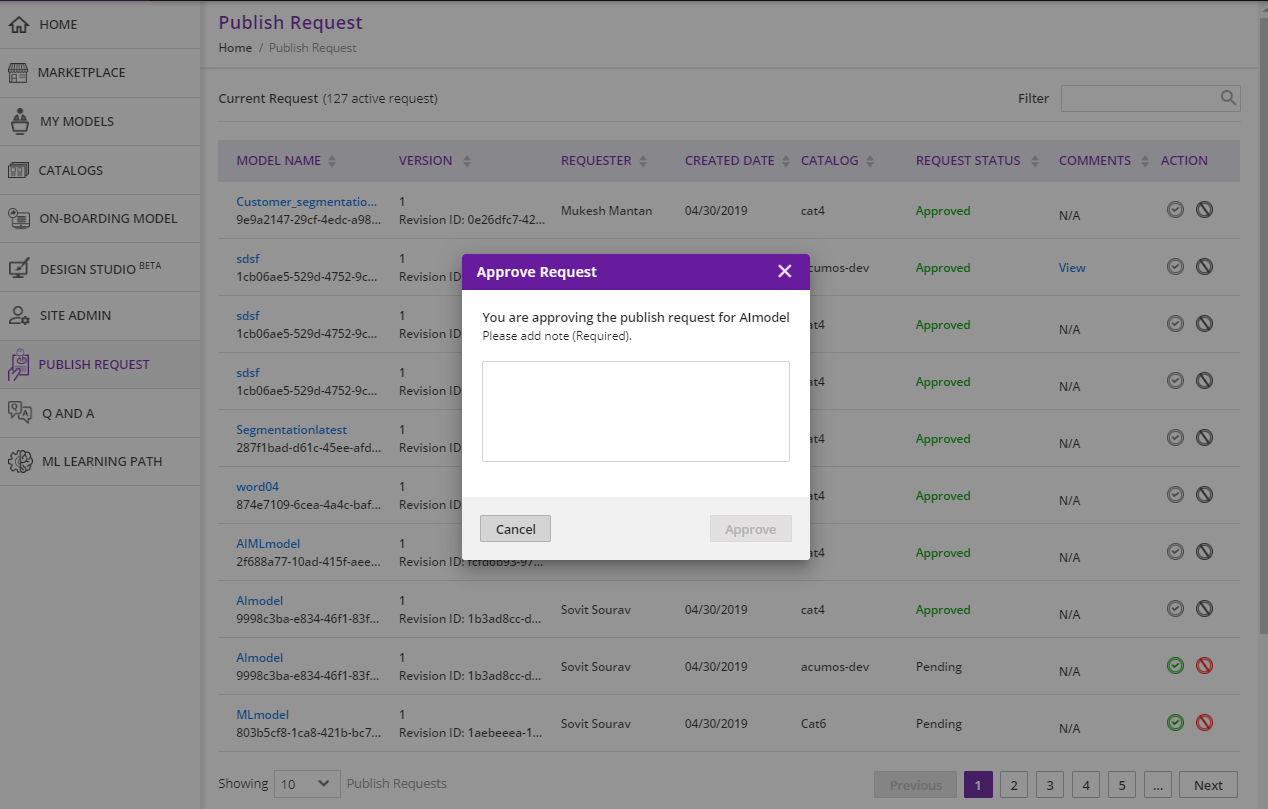 HOME
MARKETPLACE
MY MODELS
CATALOGS
ON-BOARDING MODEL
DESIGN STUDIO BETA
SITE ADMIN
PUBLISH REQUEST
Q AND A
ML LEARNING PATH
Publish Request
Home / Publish Request
Current Request (127 active request) Filter
MODEL NAME VERSION REQUESTER CREATED DATE CATALOG REQUEST STATUS COMMENTS ACTION
Customer_segmentatio... 1
9e9a2147-29cf-4edc-a98... Revision ID: 0e26dfc7-42... Mukesh Mantan 04/30/2019 cat4 Approved N/A
sdsf 1
1cb06ae5-529d-4752-9c... Revision ID acumos-dev Approved View
sdsf 1
1cb06ae5-529d-4752-9c... Revision ID at4 Approved N/A
sdsf 1
1cb06ae5-529d-4752-9c... Revision ID at4 Approved N/A
Segmentationlatest 1
287f1bad-d61c-45ee-afd... Revision ID at4 Approved N/A
word04 1
874e7109-6cea-4a4c-baf... Revision ID at4 Approved N/A
AIMLmodel 1
2f688a77-10ad-415f-aee... Revision ID: fcfd6b93-97... at4 Approved N/A
AImodel 1
9998c3ba-e834-46f1-83f... Revision ID: 1b3ad8cc-d... Sovit Sourav 04/30/2019 cat4 Approved N/A
AImodel 1
9998c3ba-e834-46f1-83f... Revision ID: 1b3ad8cc-d... Sovit Sourav 04/30/2019 acumos-dev Pending N/A
MLmodel 1
803b5cf8-1ca8-421b-bc7... Revision ID: 1aebeeea-1... Sovit Sourav 04/30/2019 Cat6 Pending N/A
Approve Request
You are approving the publish request for AImodel
Please add note (Required).
Cancel Approve
Showing 10 Publish Requests Previous 1 2 3 4 5 ... Next